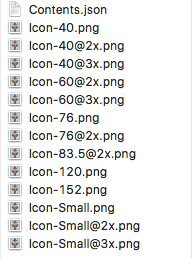 Contents.json
Icon-40.png
Icon-40@2x.png
Icon-40@3x.png
Icon-60@2x.png
Icon-60@3x.png
Icon-76.png
Icon-76@2x.png
Icon-83.5@2x.png
Icon-120.png
Icon-152.png
Icon-Small.png
Icon-Small@2x.png
Icon-Small@3x.png